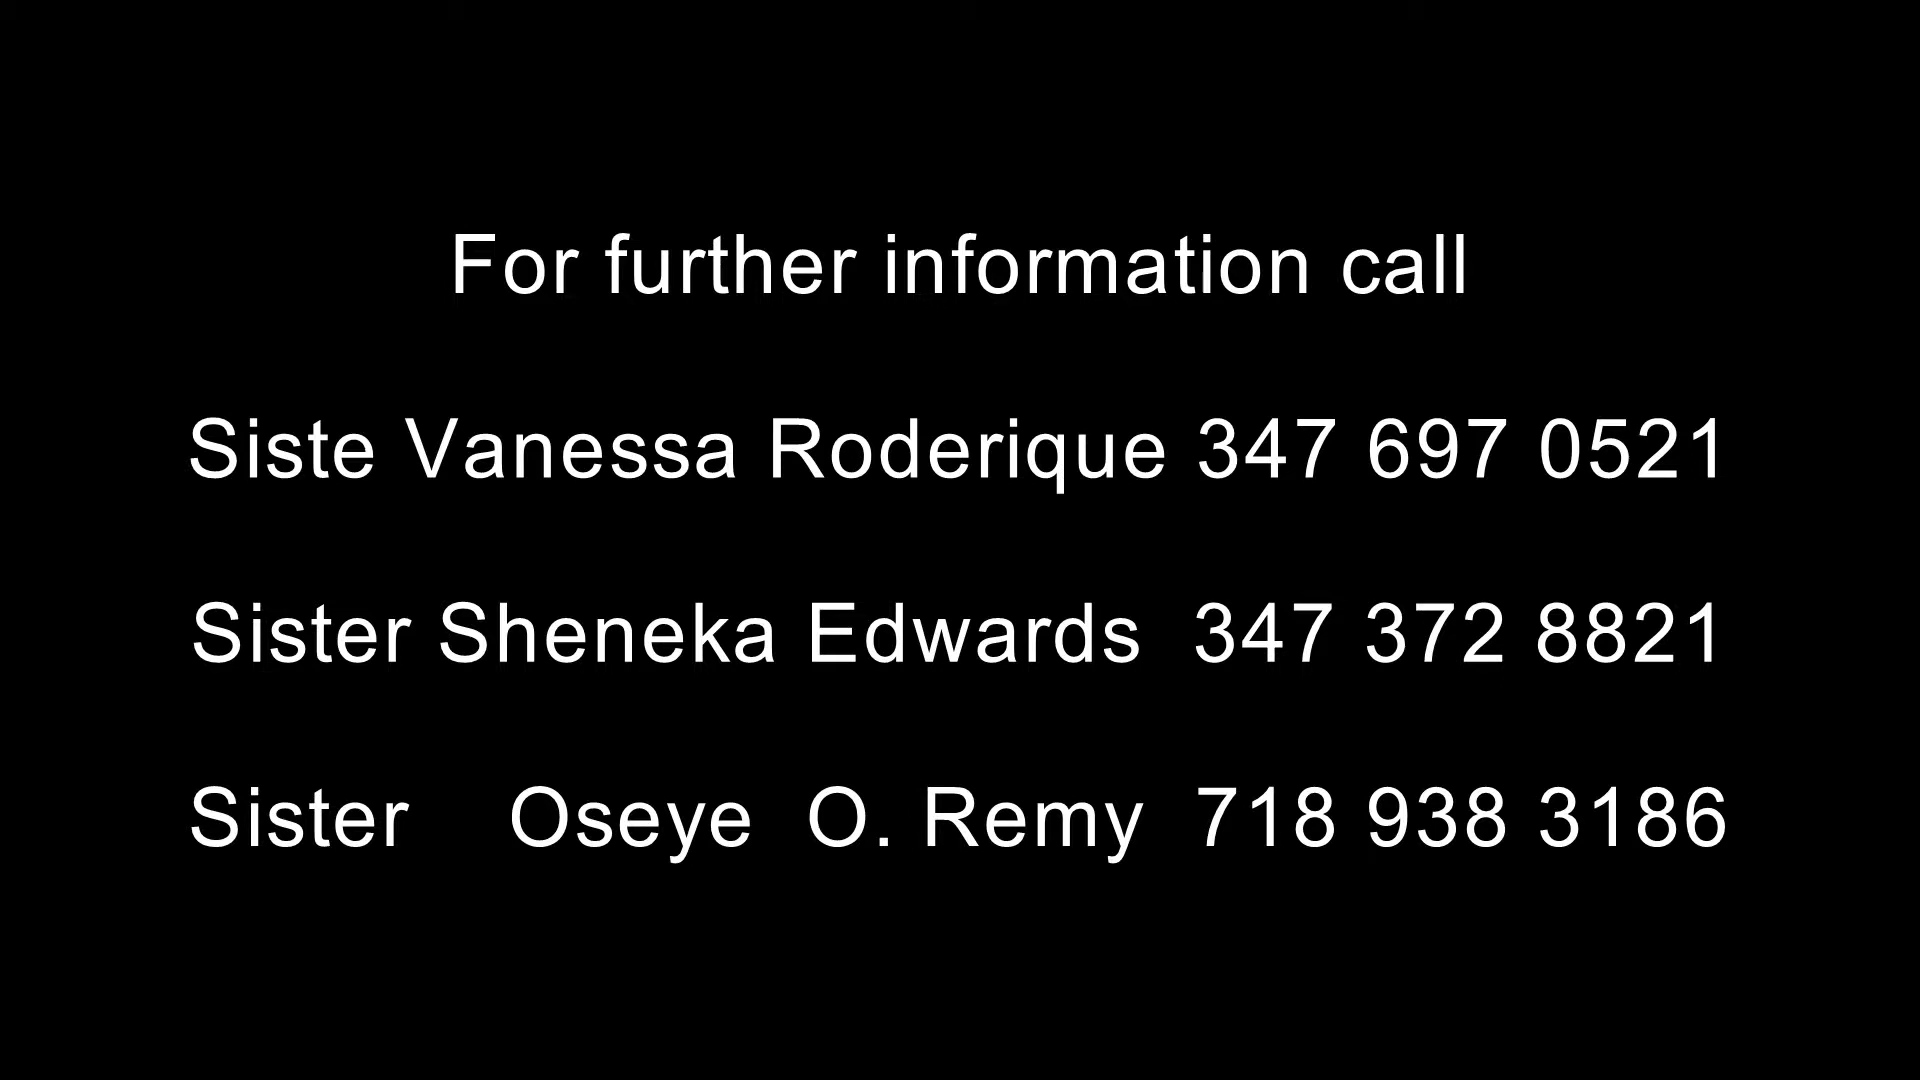 For further information call
Siste Vanessa Roderique 347 697 0521
Sister Sheneka Edwards 347 372 8821
Sister Oseye O. Remy 718 938 3186